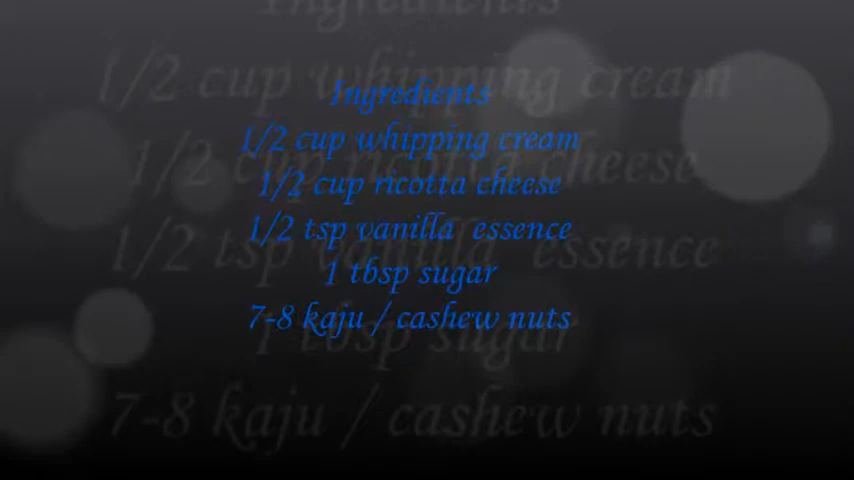 Ingredients
1/2 cup whipping cream
1/2 cup ricotta cheese
1/2 tsp vanilla essence
1 tbsp sugar
7-8 kaju / cashew nuts